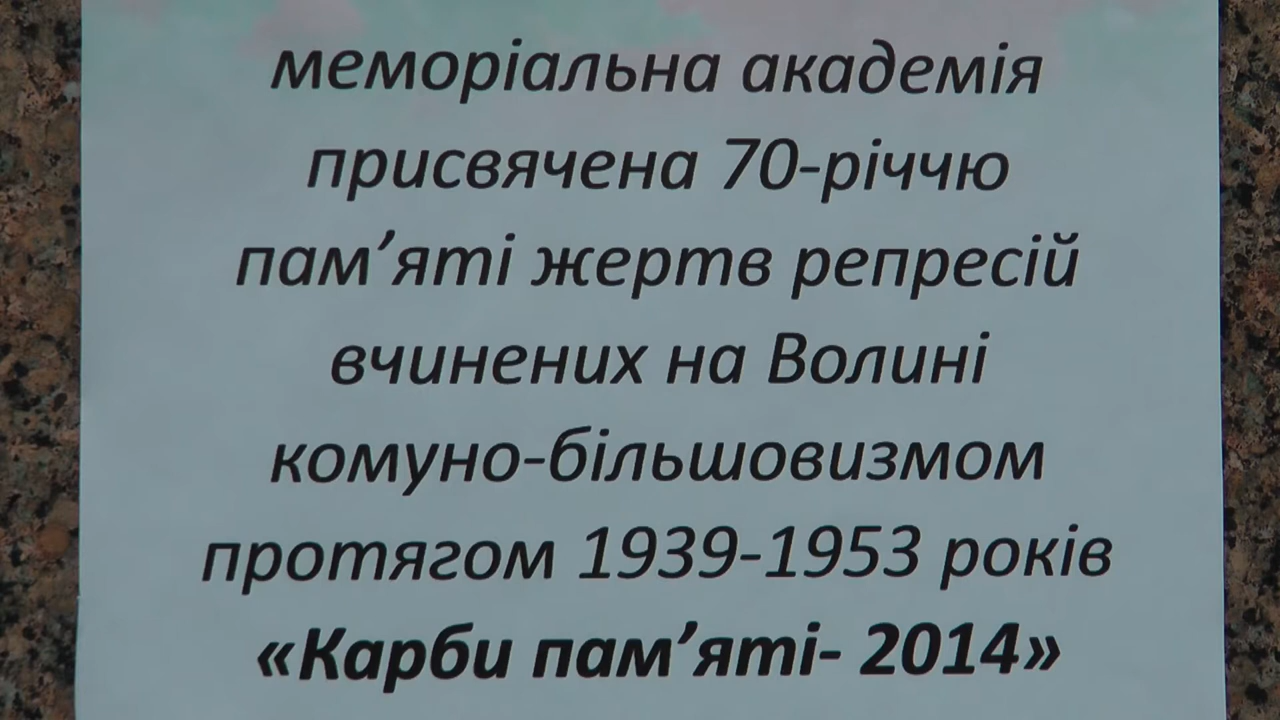 меморіальна академія
присвячена 70-річчю
пам’яті жертв репресій
вчинених на Волині
комуно-більшовизмом
протягом 1939-1953 років
«Карби пам’яті- 2014»